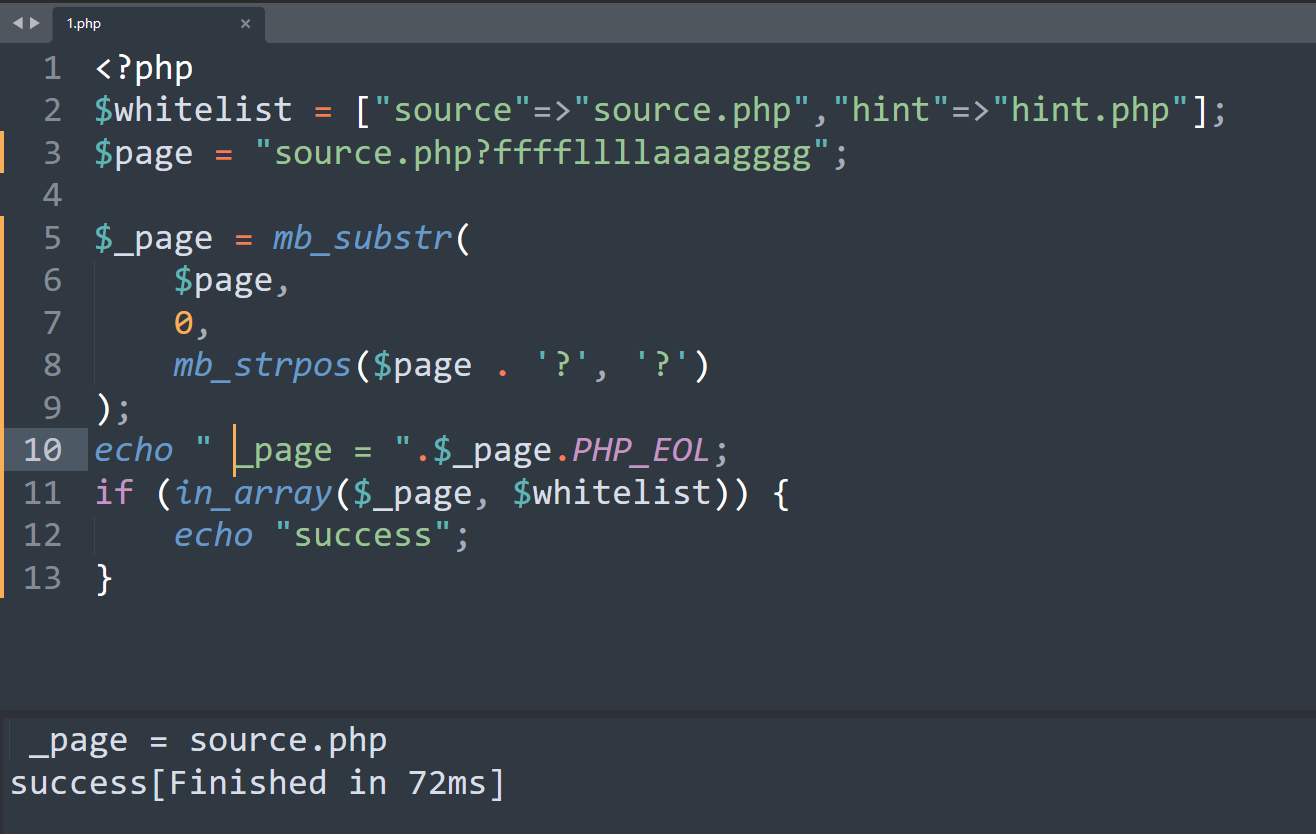 1.php ×
1 <?php
2 $whitelist = ["source"=>"source.php","hint"=>"hint.php"];
3 $page = "source.php?ffffllllaaaagggg";
4
5 $_page = mb_substr(
6     $page,
7     0,
8     mb_strpos($page . '?', '?')
9 );
10 echo " _page = ".$_page.PHP_EOL;
11 if (in_array($_page, $whitelist)) {
12     echo "success";
13 }
 _page = source.php
success[Finished in 72ms]